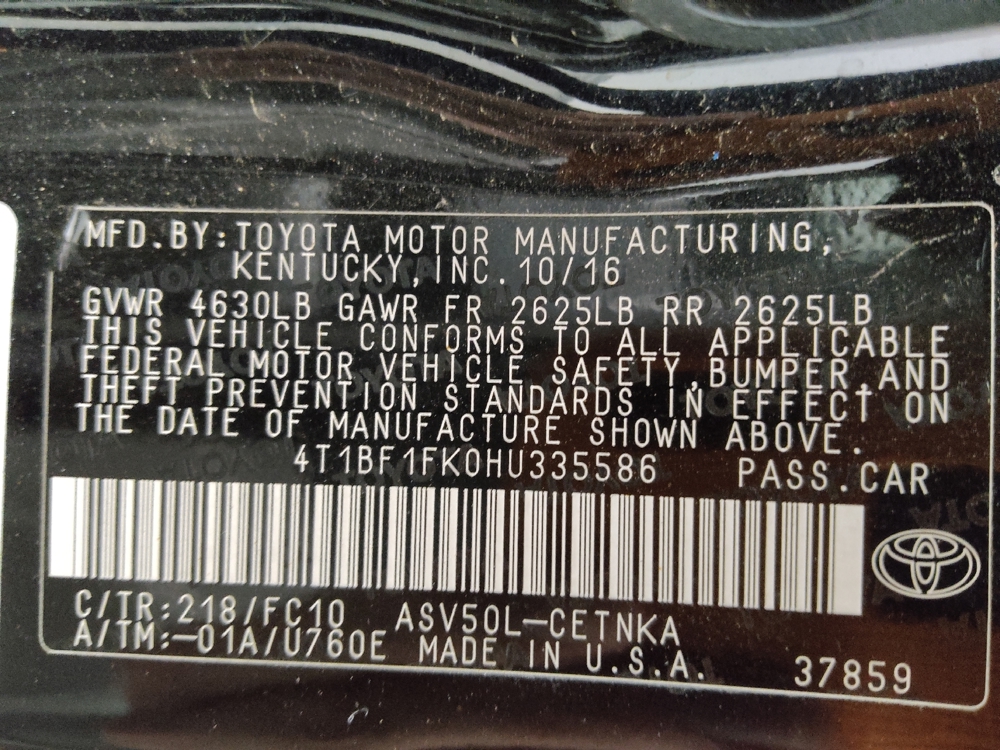 MFD.BY:TOYOTA MOTOR MANUFACTURING,
KENTUCKY,INC.10/16
GVWR 4630LB GAWR FR 2625LB RR 2625LB
THIS VEHICLE CONFORMS TO ALL APPLICABLE
FEDERAL MOTOR VEHICLE SAFETY,BUMPER,AND
THEFT PREVENTION STANDARDS IN EFFECT ON
THE DATE OF MANUFACTURE SHOWN ABOVE.
4T1BF1FK0HU335586 PASS.CAR
C/TR:218/FC10 ASV50L-CETNKA
A/TM:-01A/U760E MADE IN U.S.A. 37859